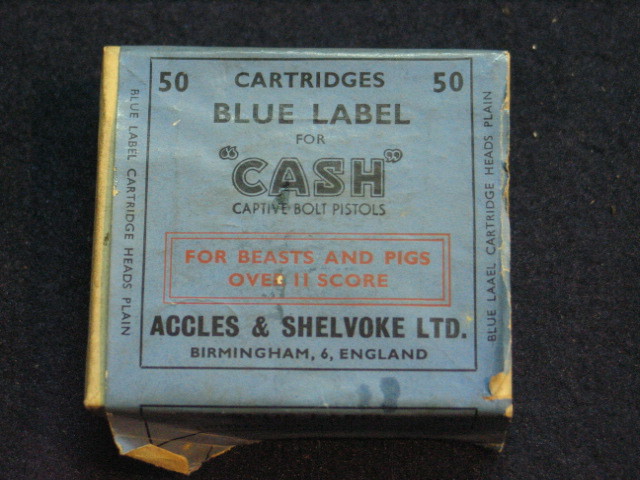 50 CARTRIDGES 50
BLUE LABEL
FOR
"CASH"
CAPTIVE BOLT PISTOLS
FOR BEASTS AND PIGS
OVER 11 SCORE
ACCLES & SHELVOKE LTD.
BIRMINGHAM, 6, ENGLAND
BLUE LABEL CARTRIDGE HEADS PLAIN
BLUE LAAEL CARTRIDGE HEADS PLAIN